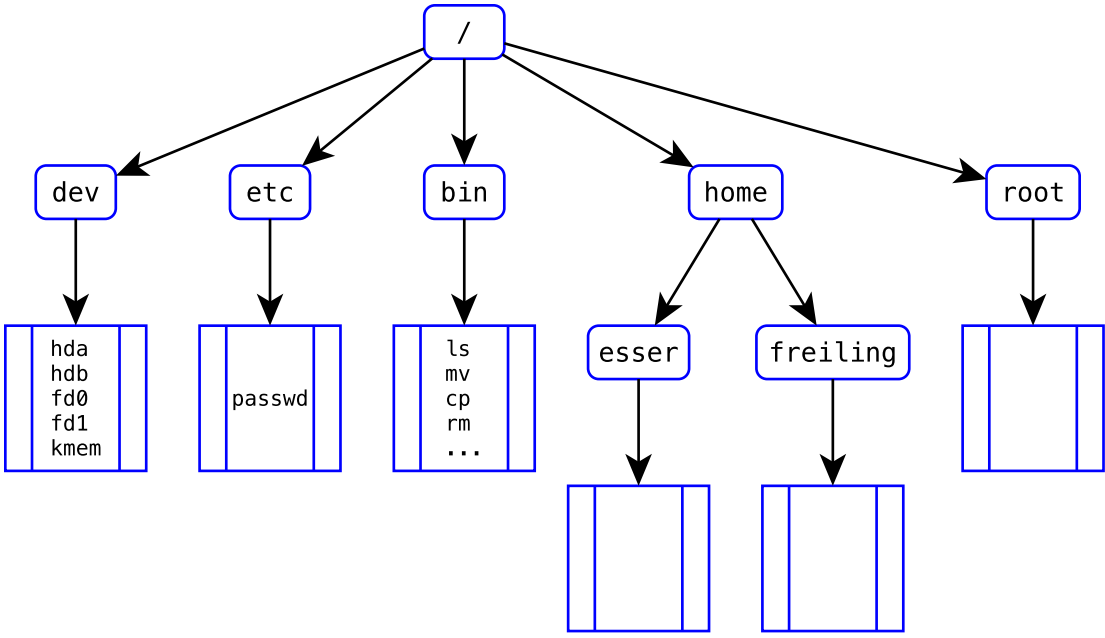 /
dev
etc
bin
home
root
hda
hdb
fd0
fd1
kmem
passwd
ls
mv
cp
rm
...
esser
freiling